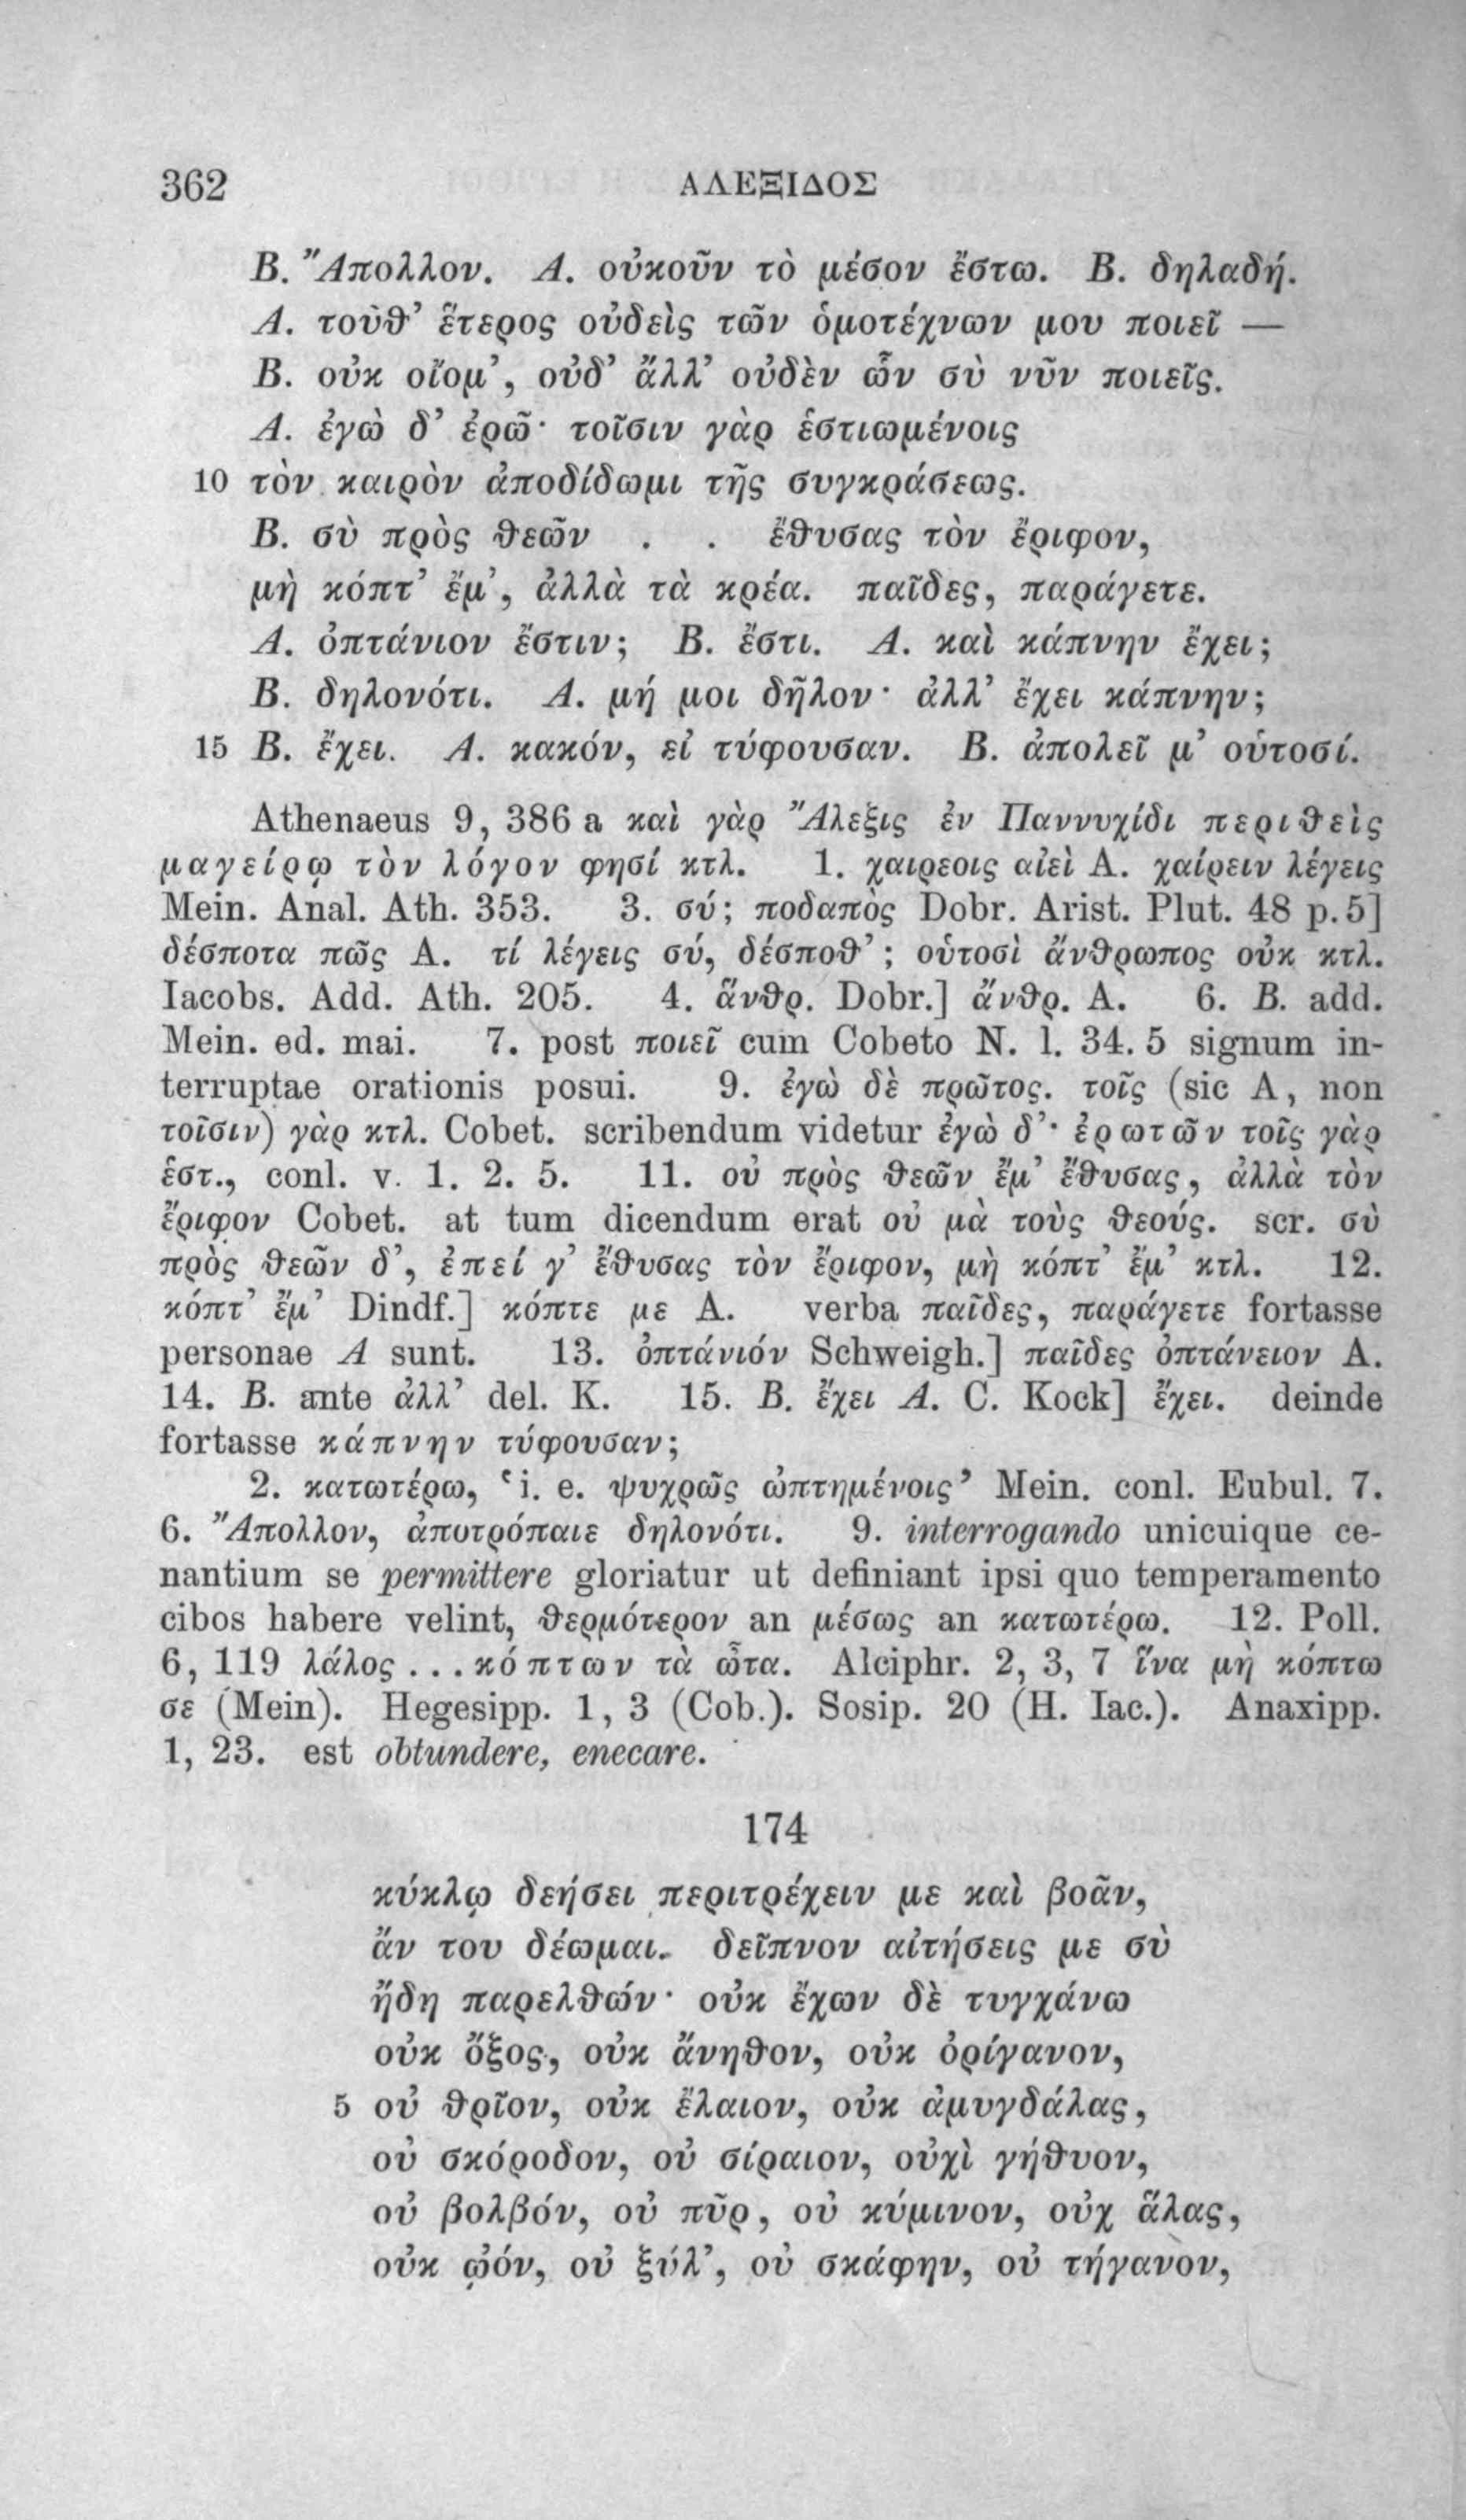 362 ΑΛΕΞΙΔΟΣ
Β. Ἄπολλον. Α. οὐκοῦν τὸ μέσον ἔστω. Β. δηλαδή.
Α. τοῦθ’ ἕτερος οὐδεὶς τῶν ὁμοτέχνων μου ποιεῖ —
Β. οὐκ οἴομ’, οὐδ’ ἄλλ’ οὐδὲν ὧν σὺ νῦν ποιεῖς.
Α. ἐγὼ δ’ ἐρῶ· τοῖσιν γὰρ ἑστιωμένοις
10 τὸν καιρὸν ἀποδίδωμι τῆς συγκράσεως.
Β. σὺ πρὸς θεῶν . . ἔθυσας τὸν ἔριφον,
μὴ κόπτ’ ἔμ’, ἀλλὰ τὰ κρέα. παῖδες, παράγετε.
Α. ὀπτάνιον ἔστιν; Β. ἔστι. Α. καὶ κάπνην ἔχει;
Β. δηλονότι. Α. μή μοι δῆλον· ἀλλ’ ἔχει κάπνην;
15 Β. ἔχει. Α. κακόν, εἰ τύφουσαν. Β. ἀπολεῖ μ’ οὑτοσί.
Athenaeus 9, 386 a καὶ γὰρ Ἄλεξις ἐν Παννυχίδι περιθεὶς
μαγείρῳ τὸν λόγον φησί κτλ. 1. χαιρεοις αἰεὶ A. χαίρειν λέγεις
Mein. Anal. Ath. 353. 3. σύ; ποδαπὸς Dobr. Arist. Plut. 48 p. 5]
δέσποτα πῶς A. τί λέγεις σύ, δέσποθ’; οὑτοσὶ ἄνθρωπος οὐκ κτλ.
Iacobs. Add. Ath. 205. 4. ἅνθρ. Dobr.] ἄνθρ. A. 6. Β. add.
Mein. ed. mai. 7. post ποιεῖ cum Cobeto N. l. 34. 5 signum in-
terruptae orationis posui. 9. ἐγὼ δὲ πρῶτος. τοῖς (sic A, non
τοῖσιν) γὰρ κτλ. Cobet. scribendum videtur ἐγὼ δ’· ἐρωτῶν τοῖς γὰρ
ἑστ., conl. v. 1. 2. 5. 11. οὐ πρὸς θεῶν ἔμ’ ἔθυσας, ἀλλὰ τὸν
ἔριφον Cobet. at tum dicendum erat οὐ μὰ τοὺς θεούς. scr. σὺ
πρὸς θεῶν δ’, ἐπεί γ’ ἔθυσας τὸν ἔριφον, μὴ κόπτ’ ἔμ’ κτλ. 12.
κόπτ’ ἔμ’ Dindf.] κόπτε με A. verba παῖδες, παράγετε fortasse
personae Α sunt. 13. ὀπτάνιόν Schweigh.] παῖδες ὀπτάνειον A.
14. Β. ante ἀλλ’ del. K. 15. Β. ἔχει Α. C. Kock] ἔχει. deinde
fortasse κάπνην τύφουσαν;
2. κατωτέρω, ‘i. e. ψυχρῶς ὠπτημένοις’ Mein. conl. Eubul. 7.
6. Ἄπολλον, ἀποτρόπαιε δηλονότι. 9. interrogando unicuique ce-
nantium se permittere gloriatur ut definiant ipsi quo temperamento
cibos habere velint, θερμότερον an μέσως an κατωτέρω. 12. Poll.
6, 119 λάλος ... κόπτων τὰ ὦτα. Alciphr. 2, 3, 7 ἵνα μὴ κόπτω
σε (Mein). Hegesipp. 1, 3 (Cob.). Sosip. 20 (H. Iac.). Anaxipp.
1, 23. est obtundere, enecare.
174
κύκλῳ δεήσει περιτρέχειν με καὶ βοᾶν,
ἄν του δέωμαι. δεῖπνον αἰτήσεις με σὺ
ἤδη παρελθών· οὐκ ἔχων δὲ τυγχάνω
οὐκ ὄξος, οὐκ ἄνηθον, οὐκ ὀρίγανον,
5 οὐ θρῖον, οὐκ ἔλαιον, οὐκ ἀμυγδάλας,
οὐ σκόροδον, οὐ σίραιον, οὐχὶ γήθυον,
οὐ βολβόν, οὐ πῦρ, οὐ κύμινον, οὐχ ἅλας,
οὐκ ᾠόν, οὐ ξύλ’, οὐ σκάφην, οὐ τήγανον,